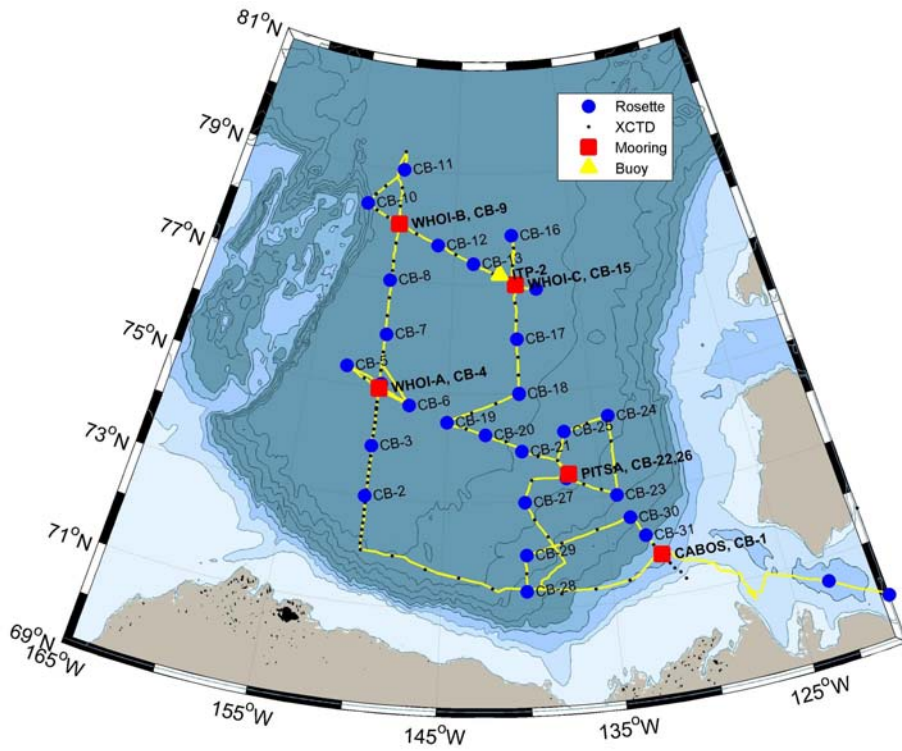 81°N
79°N
77°N
75°N
73°N
71°N
69°N
165°W
155°W
145°W
135°W
125°W
Rosette
XCTD
Mooring
Buoy
CB-11
CB-10
WHOI-B, CB-9
CB-16
CB-12
CB-13
ITP-2
CB-8
WHOI-C, CB-15
CB-7
CB-17
CB-5
WHOI-A, CB-4
CB-6
CB-18
CB-19
CB-24
CB-20
CB-25
CB-3
CB-21
PITSA, CB-22,26
CB-2
CB-27
CB-23
CB-30
CB-31
CB-29
CABOS, CB-1
CB-28